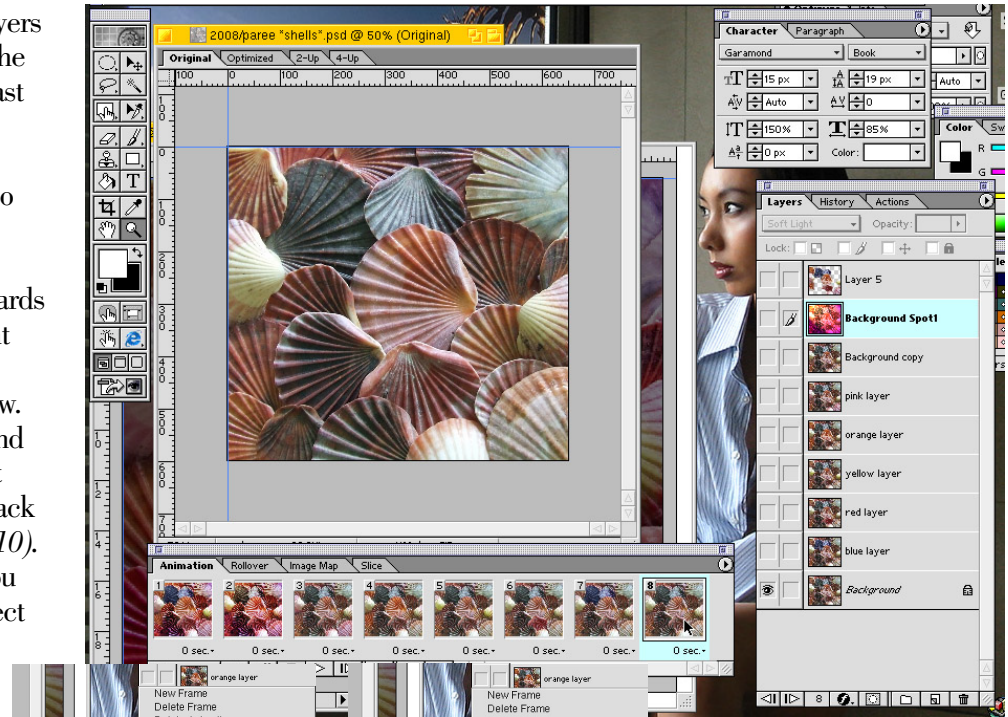 yers
he
ast
o
ards
t
w.
nd
t
ack
10).
ou
ect
2008/paree "shells".psd @ 50% (Original)
Original
Optimized
2-Up
4-Up
100
0
100
200
300
400
500
600
700
Character
Paragraph
Garamond
Book
15 px
19 px
Auto
0
150%
85%
0 px
Color:
Auto
Color
Sw
R
G
Layers
History
Actions
Soft Light
Opacity:
Lock:
Layer 5
Background Spot1
Background copy
pink layer
orange layer
yellow layer
red layer
blue layer
Background
8
Animation
Rollover
Image Map
Slice
1
2
3
4
5
6
7
8
0 sec.
0 sec.
0 sec.
0 sec.
0 sec.
0 sec.
0 sec.
0 sec.
orange layer
New Frame
Delete Frame
orange layer
New Frame
Delete Frame